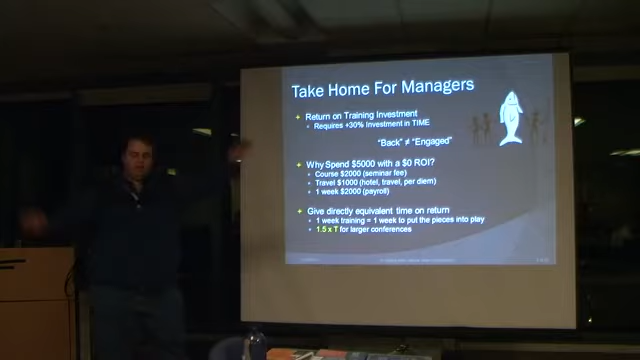 Take Home For Managers
Return on Training Investment
Requires +30% Investment in TIME
"Back" ≠ "Engaged"
Why Spend $5000 with a $0 ROI?
Course $2000 (seminar fee)
Travel $1000 (hotel, travel, per diem)
1 week $2000 (payroll)
Give directly equivalent time on return
1 week training = 1 week to put the pieces into play
1.5 x T for larger conferences